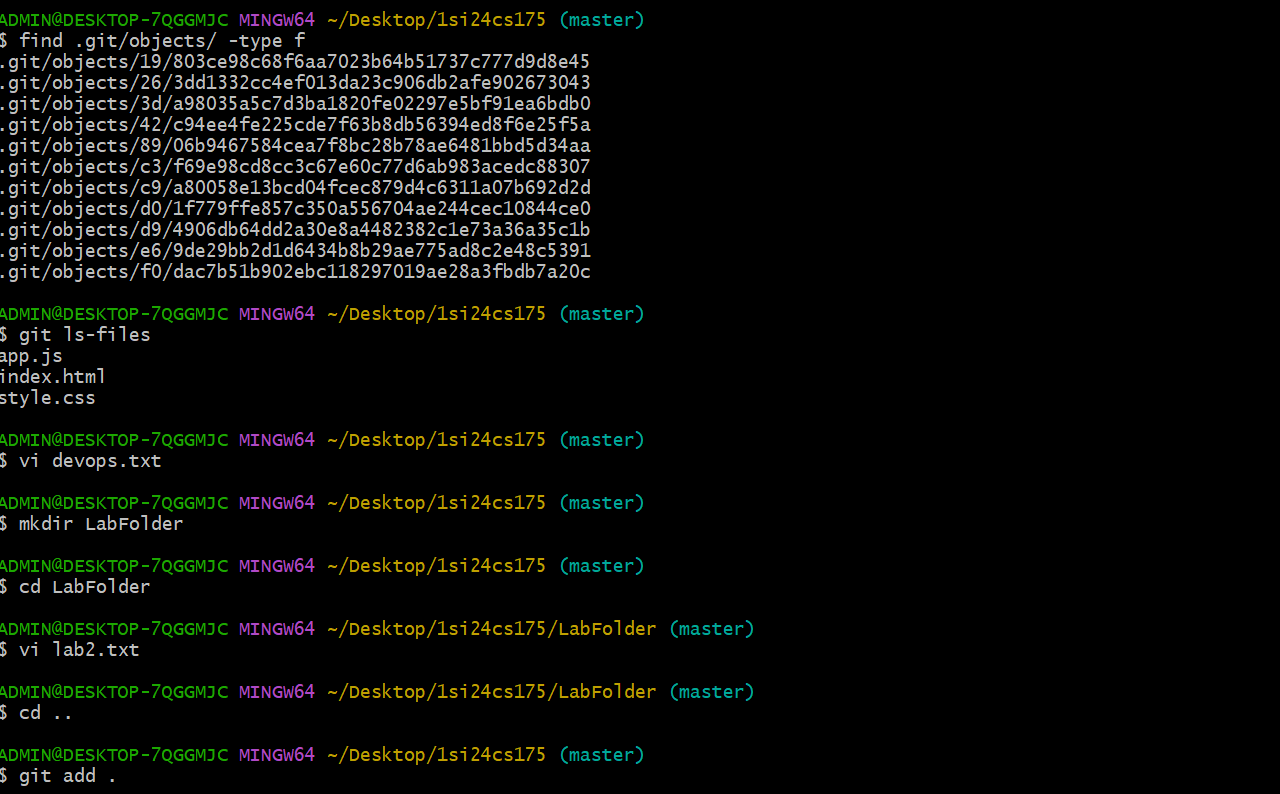 ADMIN@DESKTOP-7QGGMJC MINGW64 ~/Desktop/1si24cs175 (master)
$ find .git/objects/ -type f
.git/objects/19/803ce98c68f6aa7023b64b51737c777d9d8e45
.git/objects/26/3dd1332cc4ef013da23c906db2afe902673043
.git/objects/3d/a98035a5c7d3ba1820fe02297e5bf91ea6bdb0
.git/objects/42/c94ee4fe225cde7f63b8db56394ed8f6e25f5a
.git/objects/89/06b9467584cea7f8bc28b78ae6481bbd5d34aa
.git/objects/c3/f69e98cd8cc3c67e60c77d6ab983acedc88307
.git/objects/c9/a80058e13bcd04fcec879d4c6311a07b692d2d
.git/objects/d0/1f779ffe857c350a556704ae244cec10844ce0
.git/objects/d9/4906db64dd2a30e8a4482382c1e73a36a35c1b
.git/objects/e6/9de29bb2d1d6434b8b29ae775ad8c2e48c5391
.git/objects/f0/dac7b51b902ebc118297019ae28a3fbdb7a20c
ADMIN@DESKTOP-7QGGMJC MINGW64 ~/Desktop/1si24cs175 (master)
$ git ls-files
app.js
index.html
style.css
ADMIN@DESKTOP-7QGGMJC MINGW64 ~/Desktop/1si24cs175 (master)
$ vi devops.txt
ADMIN@DESKTOP-7QGGMJC MINGW64 ~/Desktop/1si24cs175 (master)
$ mkdir LabFolder
ADMIN@DESKTOP-7QGGMJC MINGW64 ~/Desktop/1si24cs175 (master)
$ cd LabFolder
ADMIN@DESKTOP-7QGGMJC MINGW64 ~/Desktop/1si24cs175/LabFolder (master)
$ vi lab2.txt
ADMIN@DESKTOP-7QGGMJC MINGW64 ~/Desktop/1si24cs175/LabFolder (master)
$ cd ..
ADMIN@DESKTOP-7QGGMJC MINGW64 ~/Desktop/1si24cs175 (master)
$ git add .